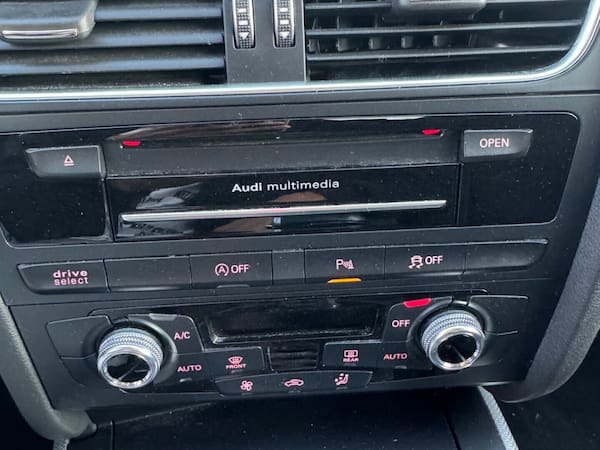 OPEN
Audi multimedia
drive
select
A OFF
P
OFF
A/C
OFF
AUTO
FRONT
REAR
AUTO